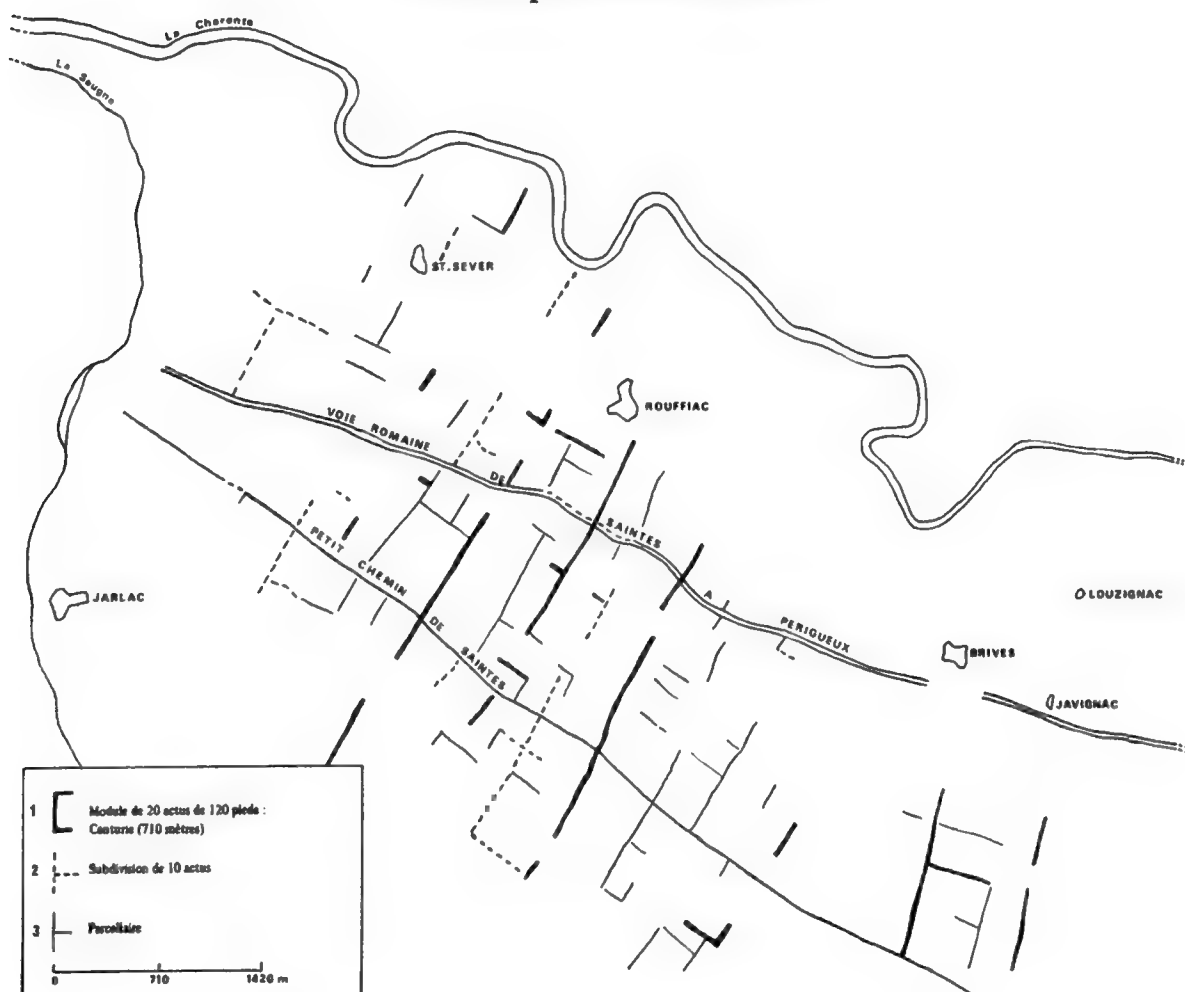 La Charente
La Seugne
ST.SEVER
ROUFFIAC
VOIE ROMAINE DE SAINTES A PERIGUEUX
PETIT CHEMIN DE SAINTES
JARLAC
LOUZIGNAC
BRIVES
JAVIGNAC
1 Module de 20 actus de 120 pieds :
Centurie (710 mètres)
2 Subdivision de 10 actus
3 Parcellaire
0 710 1420 m